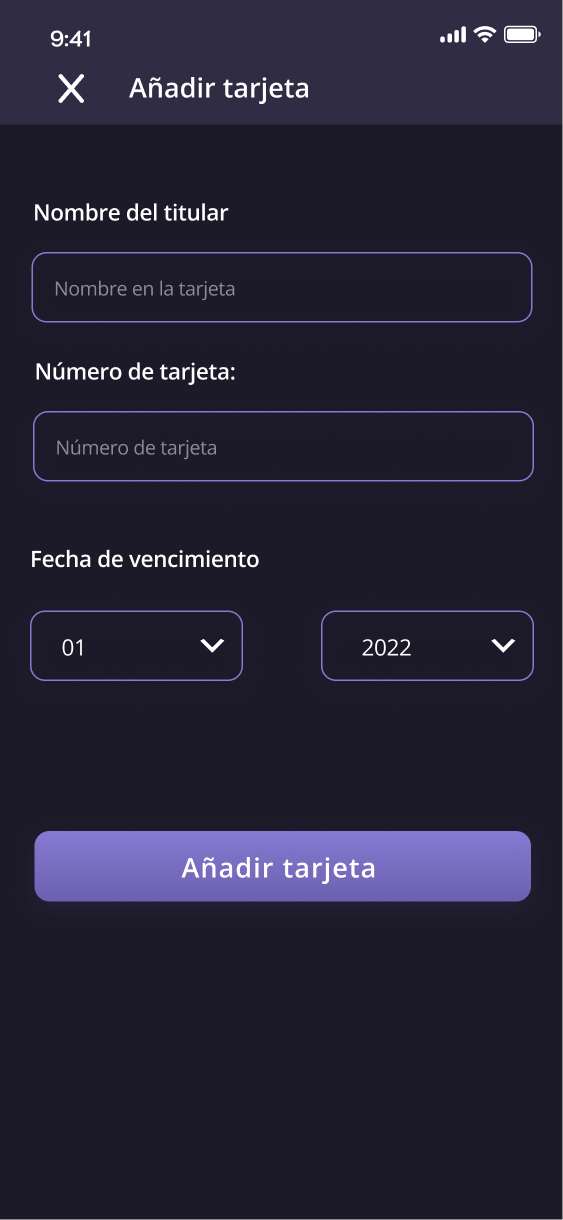 9:41
Añadir tarjeta
Nombre del titular
Nombre en la tarjeta
Número de tarjeta:
Número de tarjeta
Fecha de vencimiento
01 2022
Añadir tarjeta